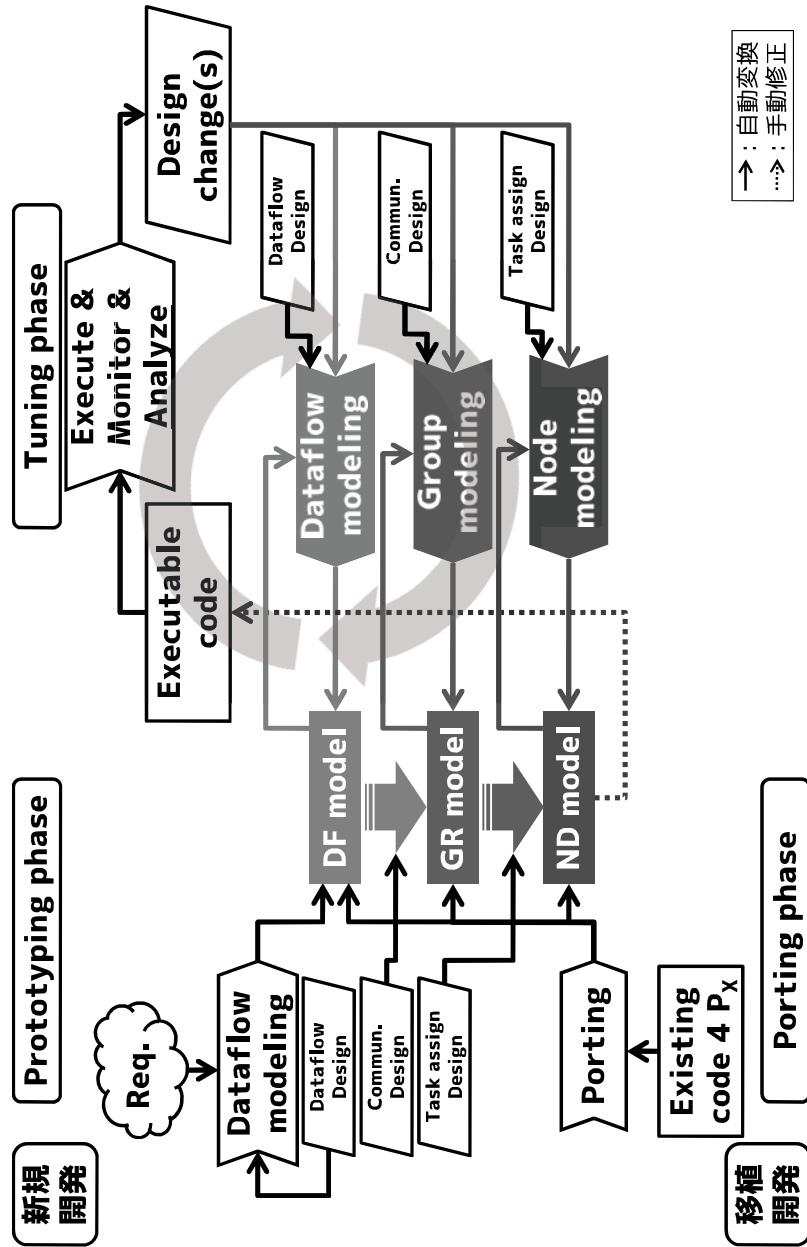 新規
開発
Prototyping phase
Tuning phase
Req.
Dataflow
modeling
Dataflow
Design
Commun.
Design
Task assign
Design
Executable
code
Execute &
Monitor &
Analyze
Design
change(s)
DF model
GR model
ND model
Dataflow
modeling
Group
modeling
Node
modeling
Dataflow
Design
Commun.
Design
Task assign
Design
Porting
Existing
code 4 PX
移植
開発
Porting phase
→: 自動変換
⇢: 手動修正